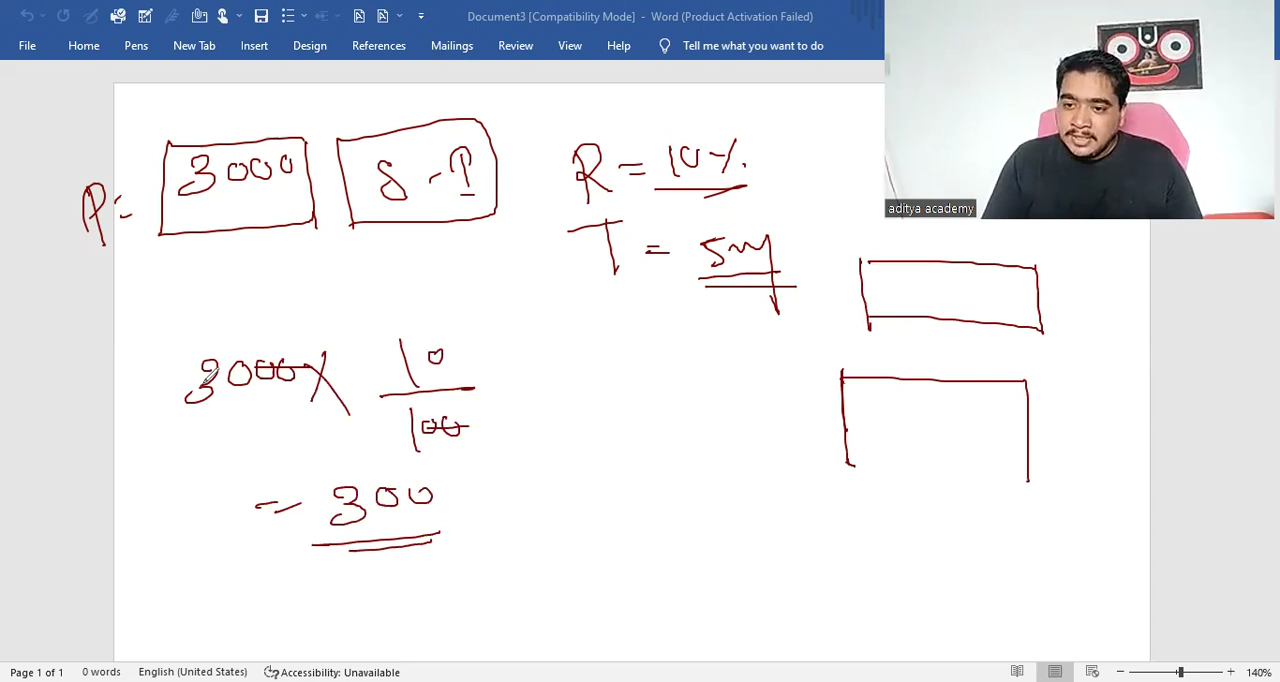 Document3 [Compatibility Mode] - Word (Product Activation Failed)
File Home Pens New Tab Insert Design References Mailings Review View Help Tell me what you want to do
aditya academy
P = 3000
R = 10%
T =
3000 X 10
100
= 300
Page 1 of 1 0 words English (United States) Accessibility: Unavailable 140%